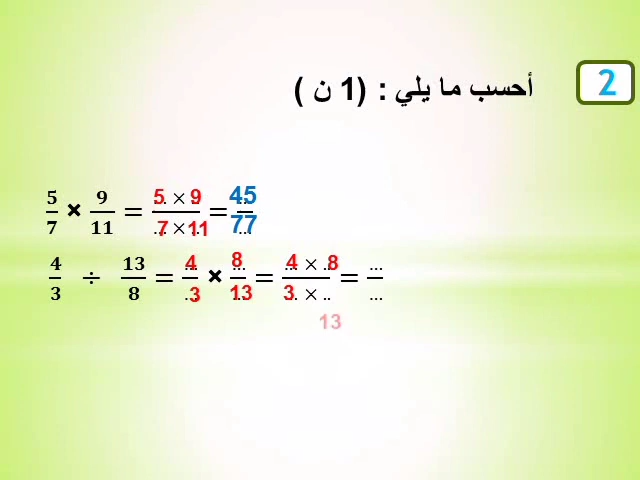 2
أحسب ما يلي : (1 ن )
5/7 × 9/11 = 5 × 9/7 × 11 = 45/77
4/3 ÷ 13/8 = 4/3 × 8/13 = 4 × 8/3 × .. = .../...
13